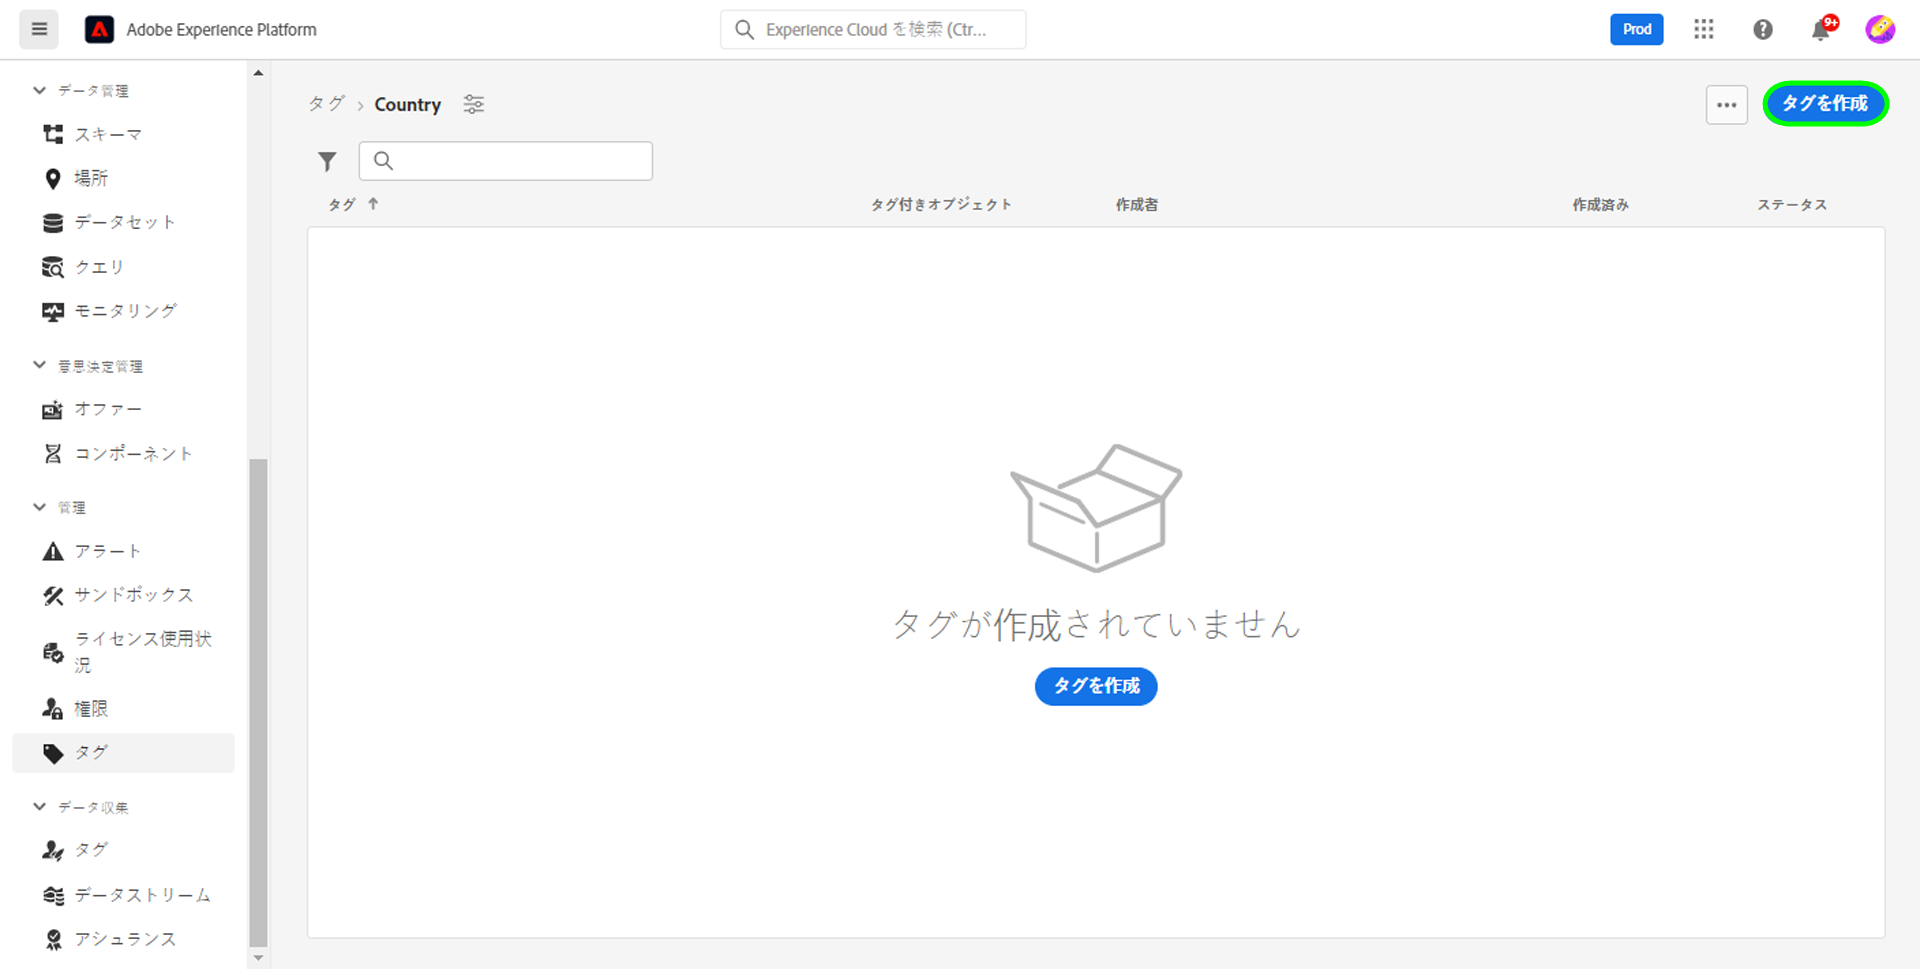 Adobe Experience Platform
Experience Cloud を検索 (Ctr...
Prod
9+
データ管理
スキーマ
場所
データセット
クエリ
モニタリング
意思決定管理
オファー
コンポーネント
管理
アラート
サンドボックス
ライセンス使用状
況
権限
タグ
データ収集
タグ
データストリーム
アシュランス
タグ > Country
タグを作成
タグ ↑ タグ付きオブジェクト 作成者 作成済み ステータス
タグが作成されていません
タグを作成